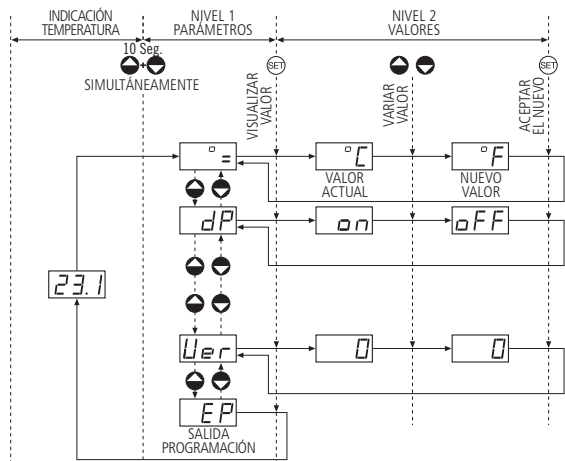 INDICACIÓN
TEMPERATURA
NIVEL 1
PARÁMETROS
NIVEL 2
VALORES
10 Seg.
+
SIMULTÁNEAMENTE
VISUALIZAR
VALOR
SET
VARIAR
VALOR
ACEPTAR
EL NUEVO
SET
°=
°C
°F
VALOR
ACTUAL
NUEVO
VALOR
dP
on
oFF
23.1
Uer
0
0
EP
SALIDA
PROGRAMACIÓN